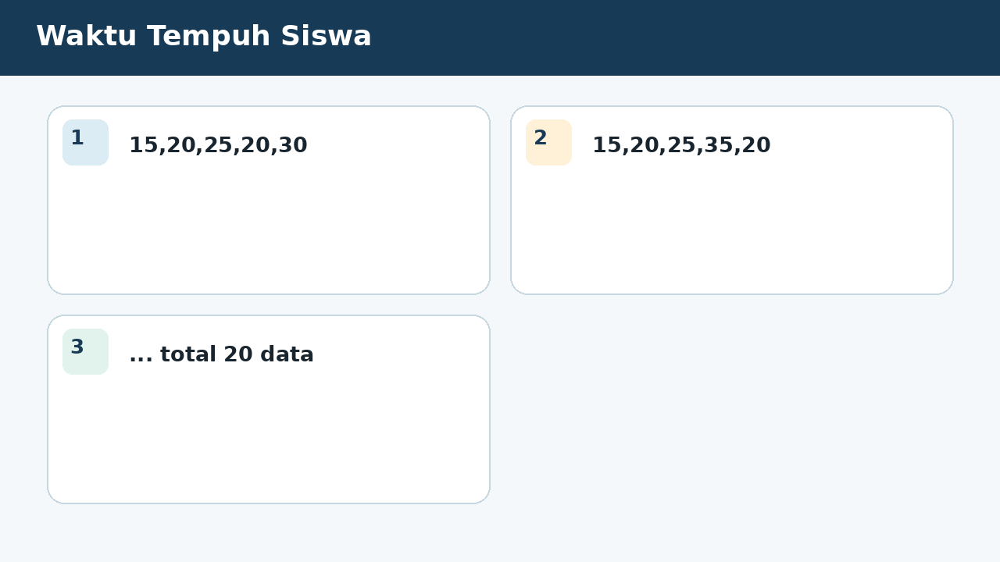 Waktu Tempuh Siswa
1
15,20,25,20,30
2
15,20,25,35,20
3
... total 20 data